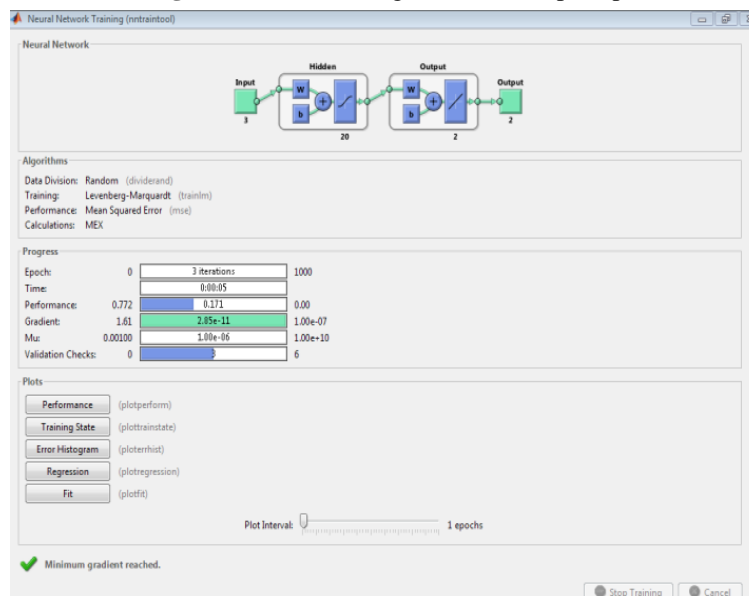 Neural Network Training (nntraintool)
Neural Network
Hidden Output
Input Output
W W
b b
+ +
3 20 2 2
Algorithms
Data Division: Random (dividerand)
Training: Levenberg-Marquardt (trainlm)
Performance: Mean Squared Error (mse)
Calculations: MEX
Progress
Epoch: 0 3 iterations 1000
Time: 0:00:05
Performance: 0.772 0.171 0.00
Gradient: 1.61 2.85e-11 1.00e-07
Mu: 0.00100 1.00e-06 1.00e+10
Validation Checks: 0 3 6
Plots
Performance (plotperform)
Training State (plottrainstate)
Error Histogram (ploterrhist)
Regression (plotregression)
Fit (plotfit)
Plot Interval: 1 epochs
Minimum gradient reached.
Stop Training Cancel